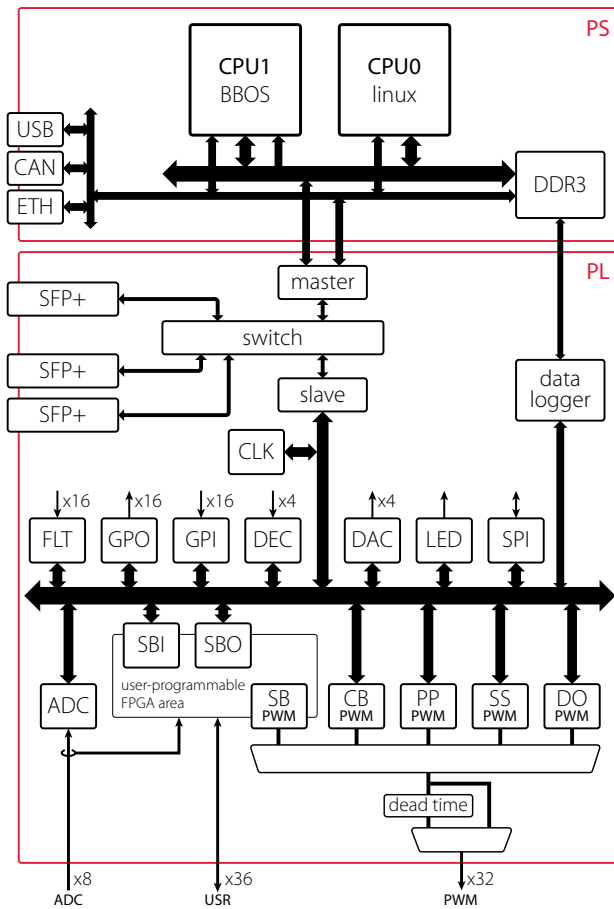 PS
CPU1
BBOS
CPU0
linux
USB
CAN
ETH
DDR3
PL
master
SFP+
switch
SFP+
slave
SFP+
data
logger
CLK
x16
x16
x16
x4
x4
FLT
GPO
GPI
DEC
DAC
LED
SPI
SBI
SBO
user-programmable
FPGA area
ADC
SB
PWM
CB
PWM
PP
PWM
SS
PWM
DO
PWM
dead time
x8
x36
x32
ADC
USR
PWM